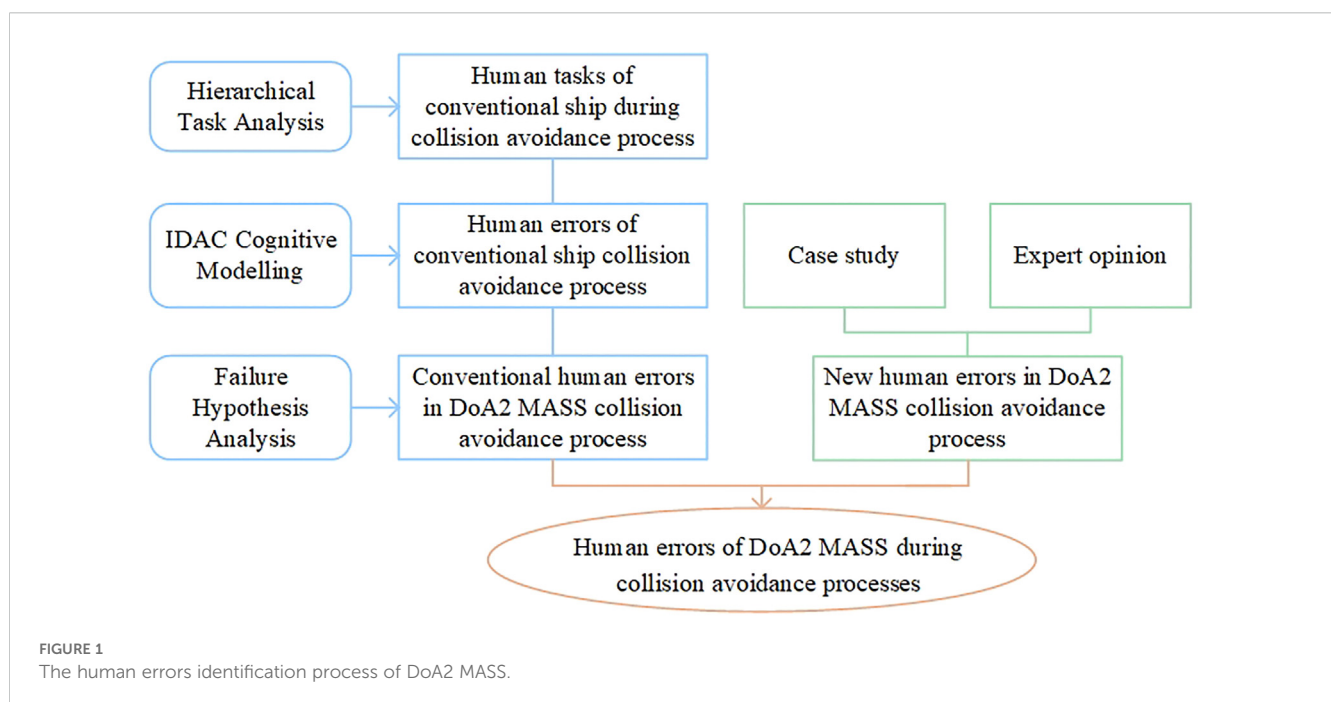 Hierarchical
Task Analysis
Human tasks of
conventional ship during
collision avoidance process
IDAC Cognitive
Modelling
Human errors of
conventional ship collision
avoidance process
Case study
Expert opinion
Failure
Hypothesis
Analysis
Conventional human errors
in DoA2 MASS collision
avoidance process
New human errors in DoA2
MASS collision avoidance
process
Human errors of DoA2 MASS during
collision avoidance processes
FIGURE 1
The human errors identification process of DoA2 MASS.